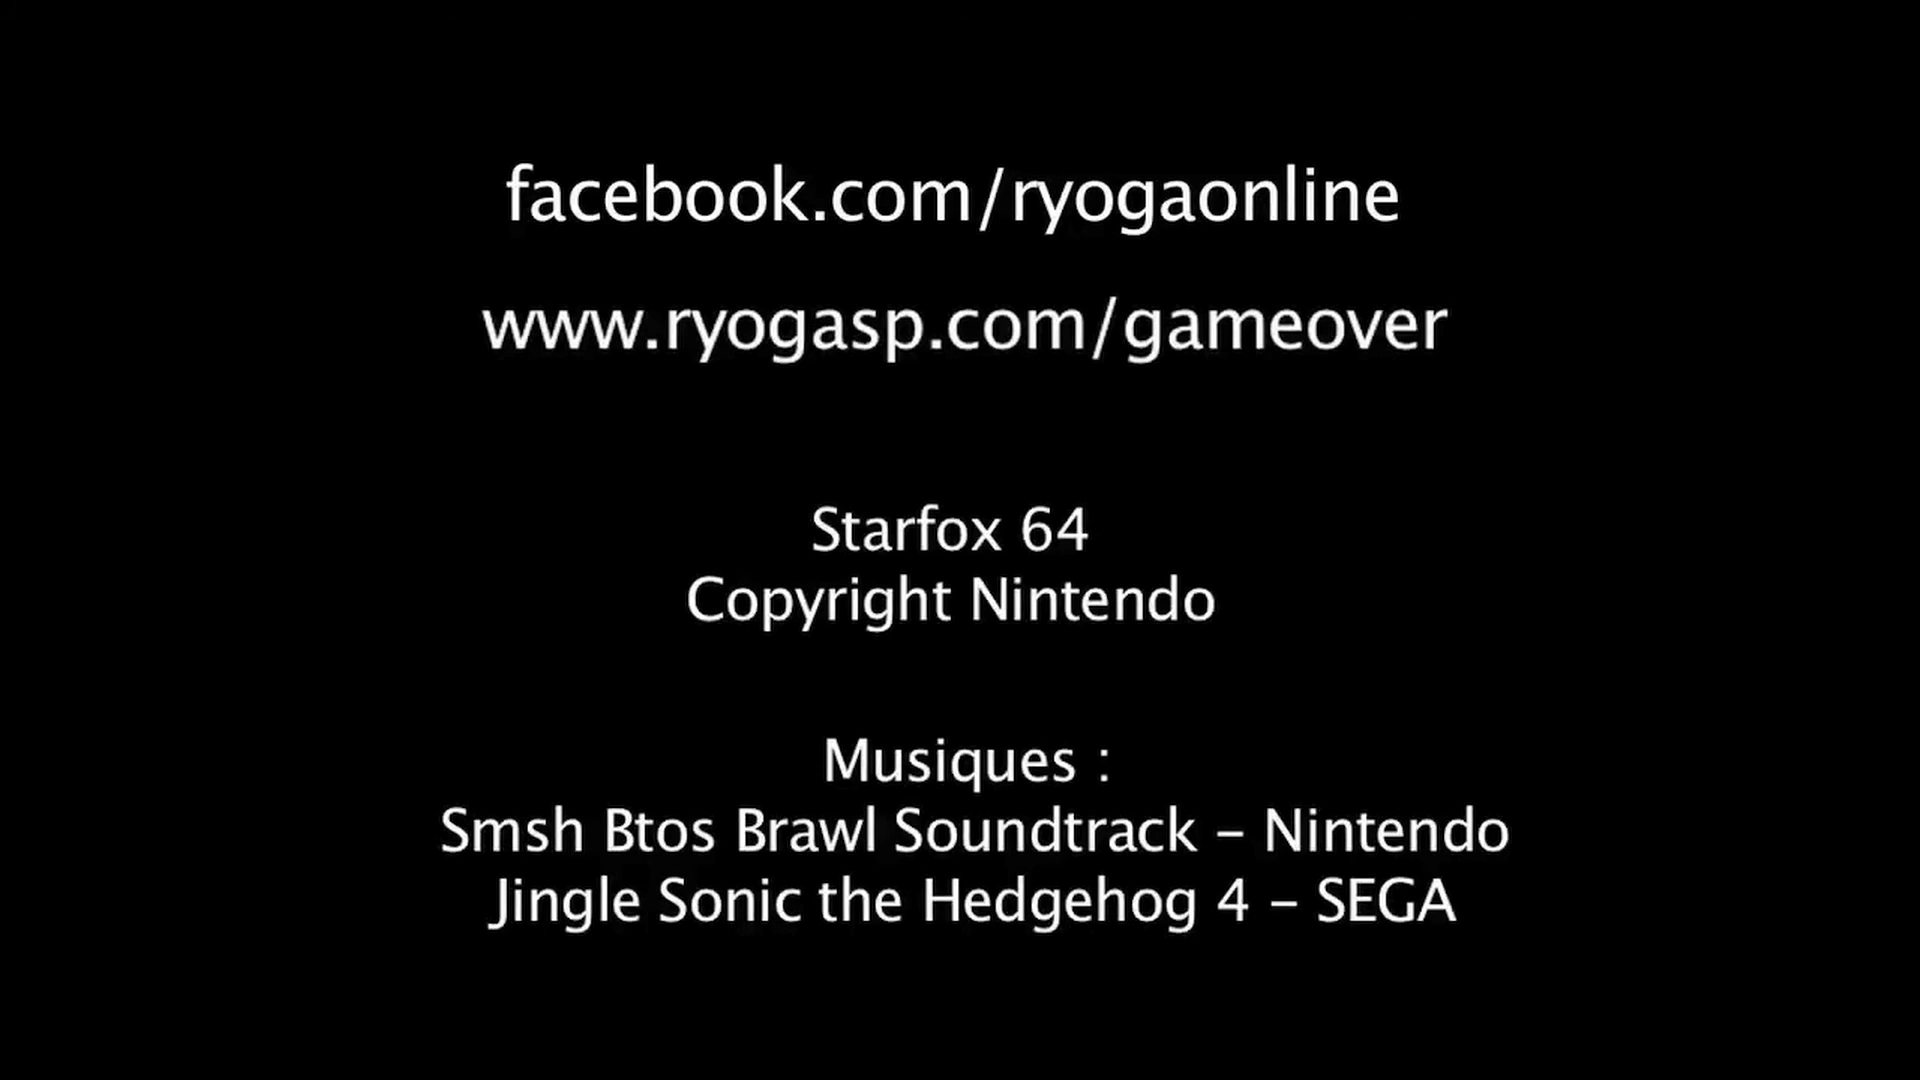 facebook.com/ryogaonline
www.ryogasp.com/gameover
Starfox 64
Copyright Nintendo
Musiques :
Smsh Btos Brawl Soundtrack - Nintendo
Jingle Sonic the Hedgehog 4 - SEGA